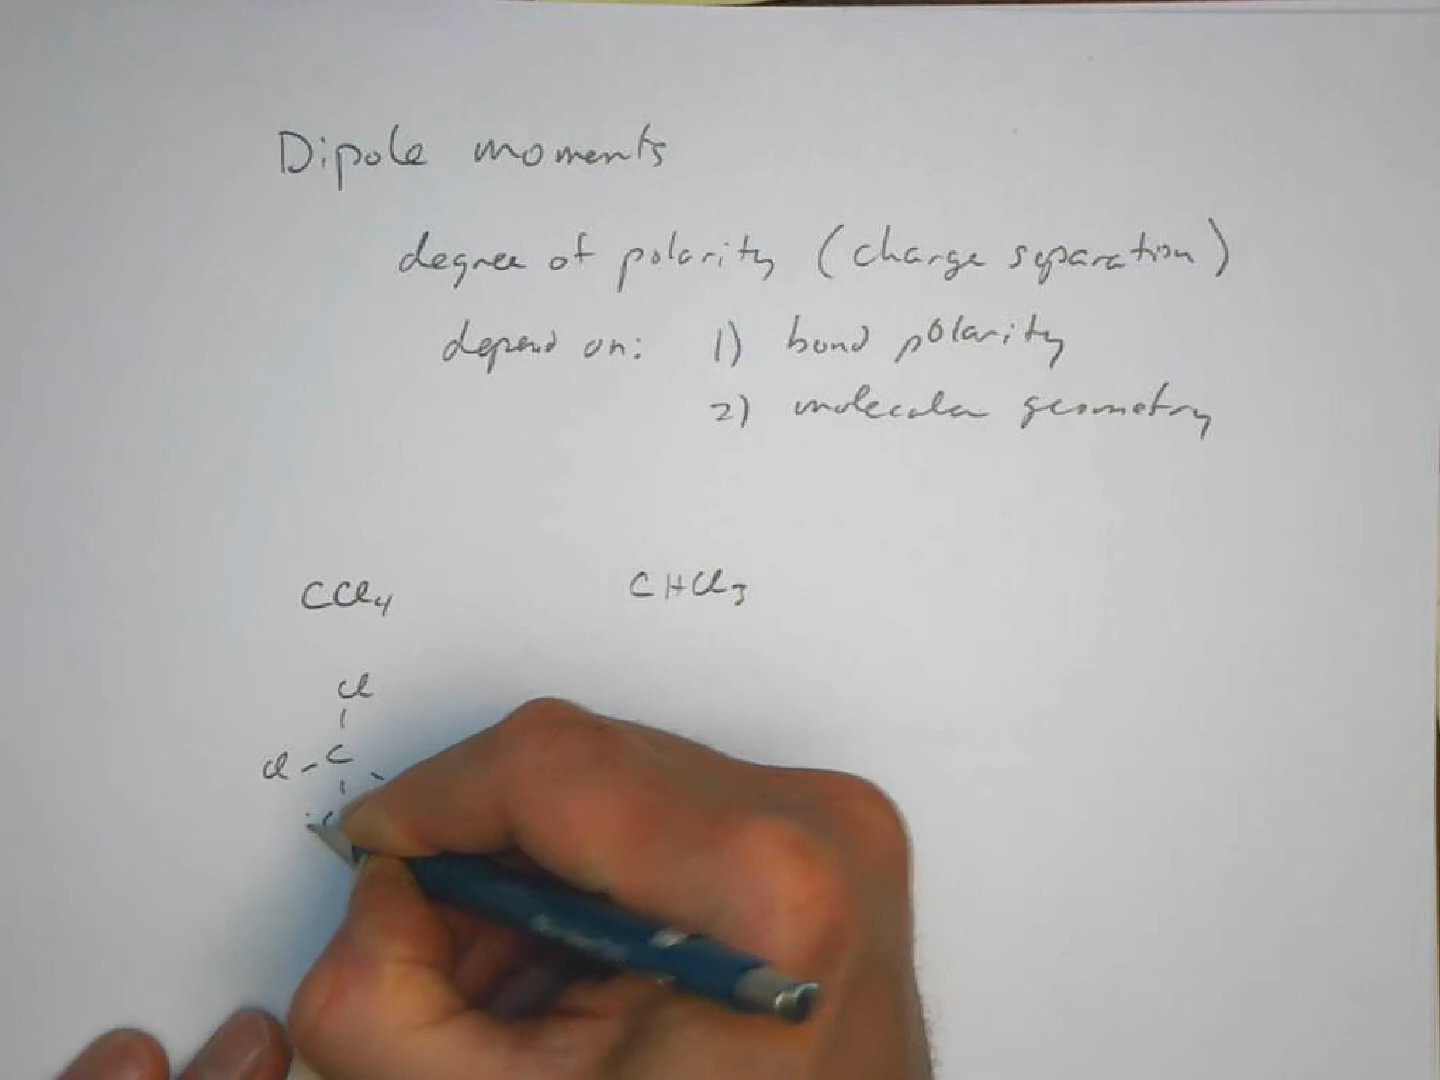 Dipole moments
degree of polarity (charge separation)
depend on: 1) bond polarity
2) molecular geometry
CCl4 CHCl3
Cl
Cl - C